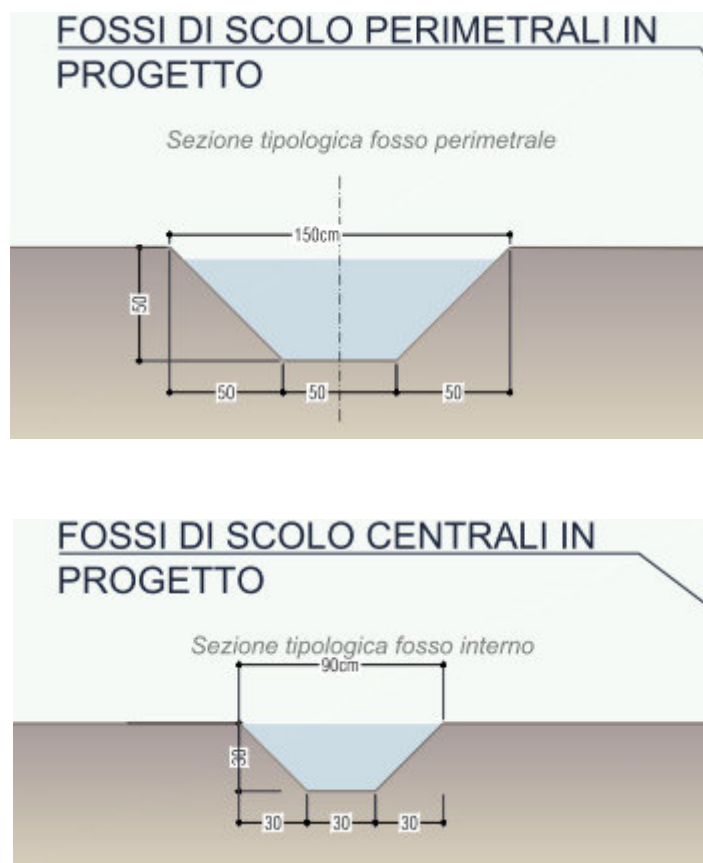 FOSSI DI SCOLO PERIMETRALI IN
PROGETTO
Sezione tipologica fosso perimetrale
150cm
50
50 50 50
FOSSI DI SCOLO CENTRALI IN
PROGETTO
Sezione tipologica fosso interno
90cm
30
30 30 30